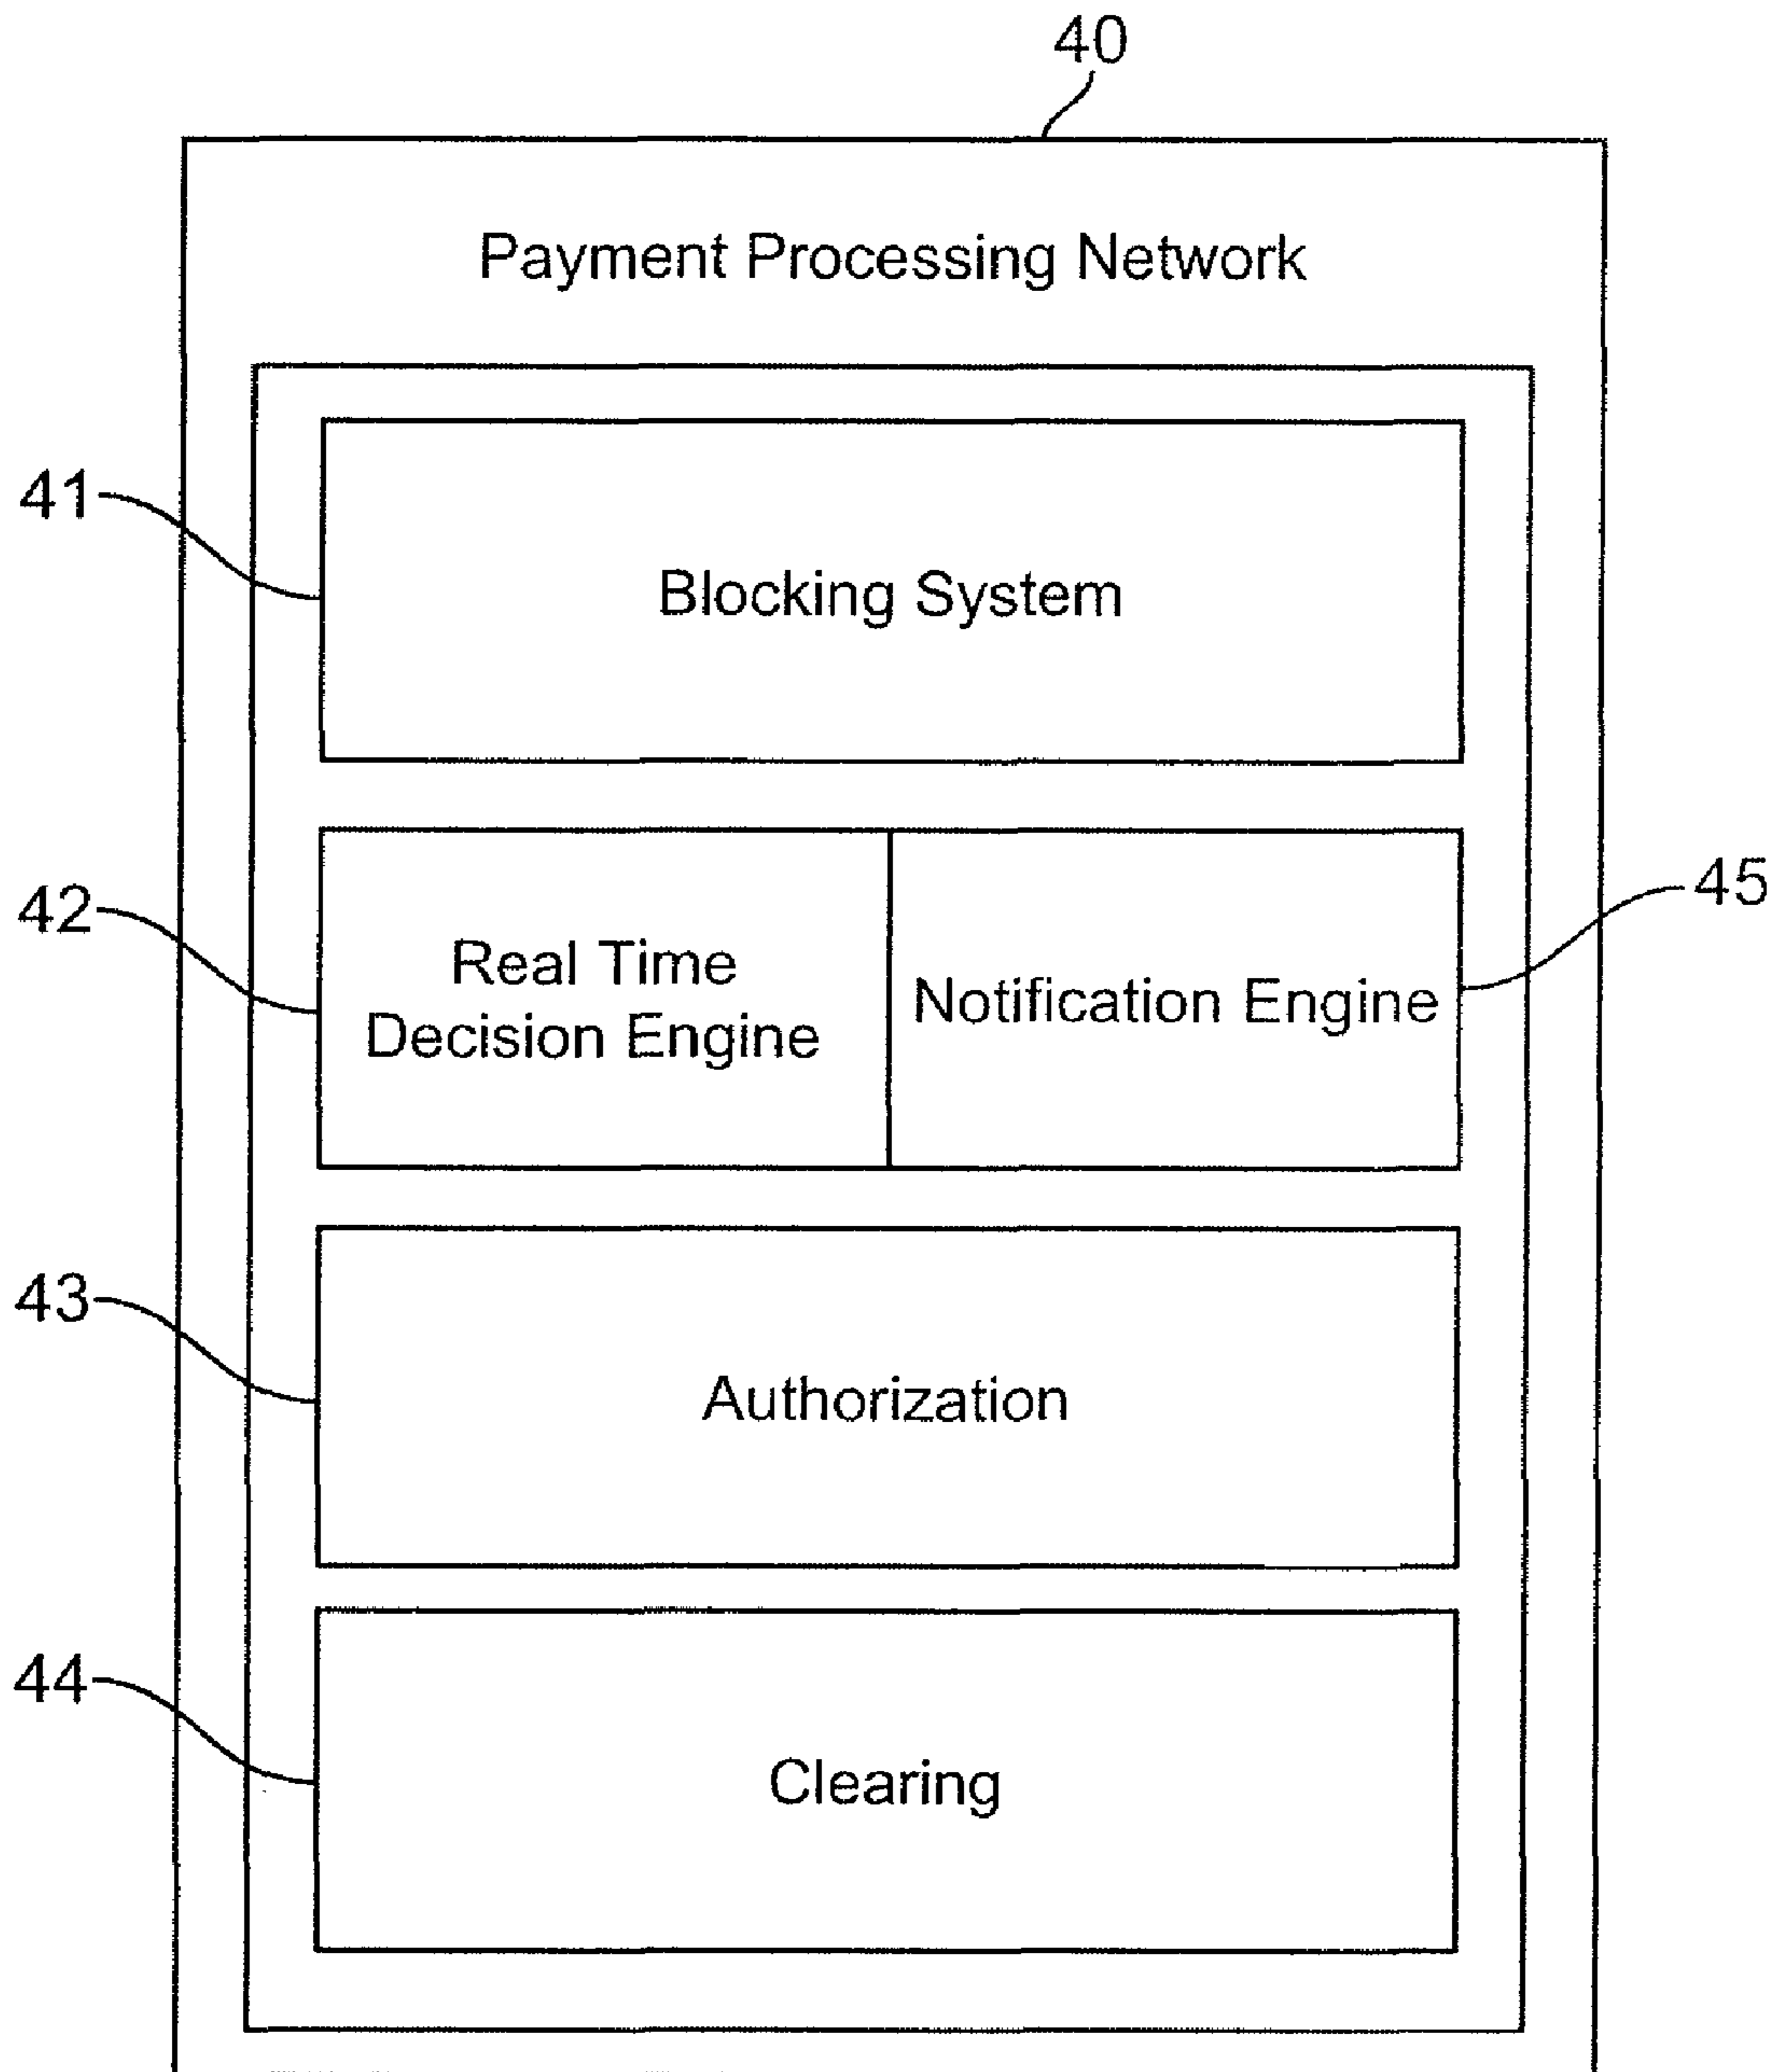 40
Payment Processing Network
41
Blocking System
42
Real Time
Decision Engine
Notification Engine
45
43
Authorization
44
Clearing